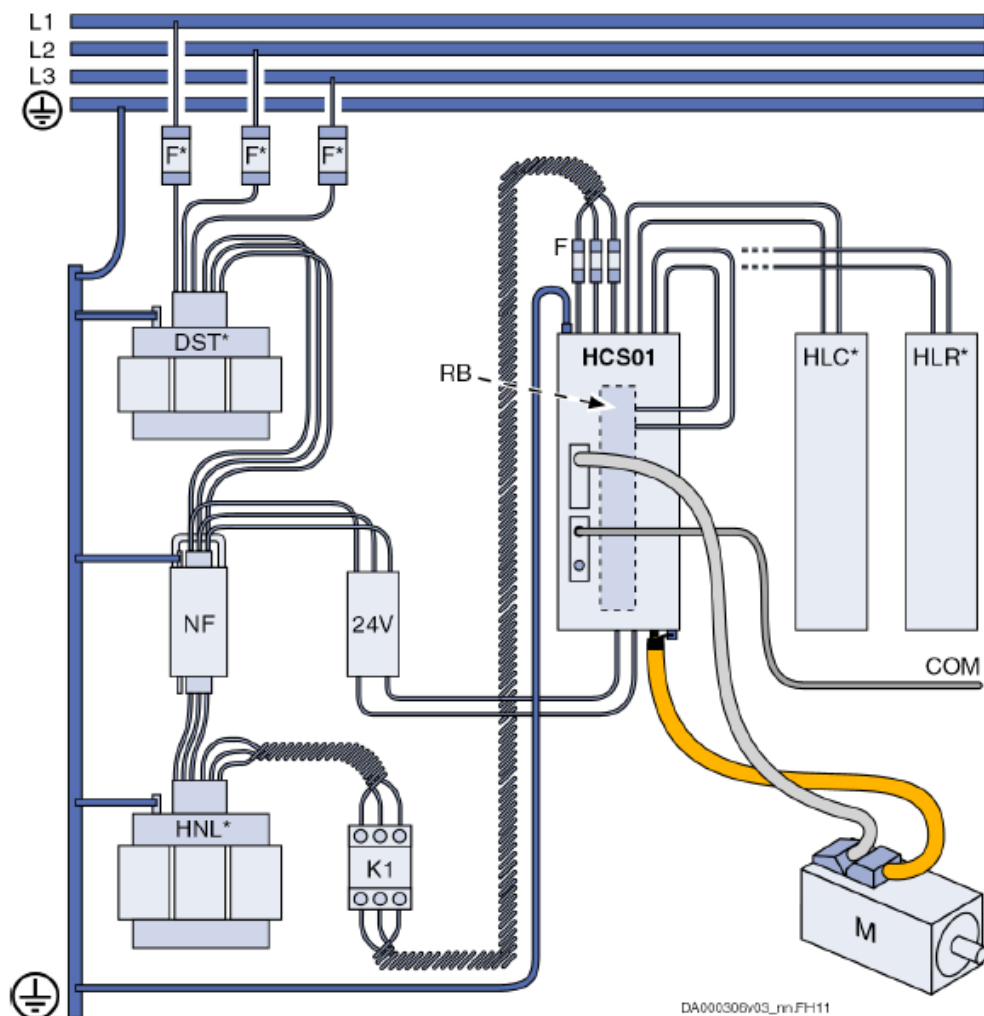 L1
L2
L3
F* F* F*
F
DST*
HCS01
HLC*
HLR*
RB
NF
24V
COM
HNL*
K1
M
DA000306v03_nn.FH11